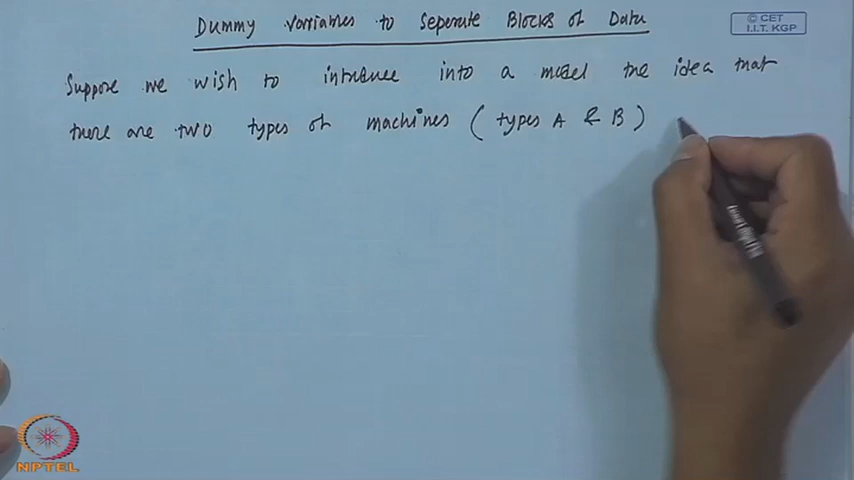 Dummy variables to Seperate Blocks of Data
© CET
I.I.T. KGP
Suppose we wish to introduce into a model the idea that
there are two types of machines ( types A & B )
NPTEL